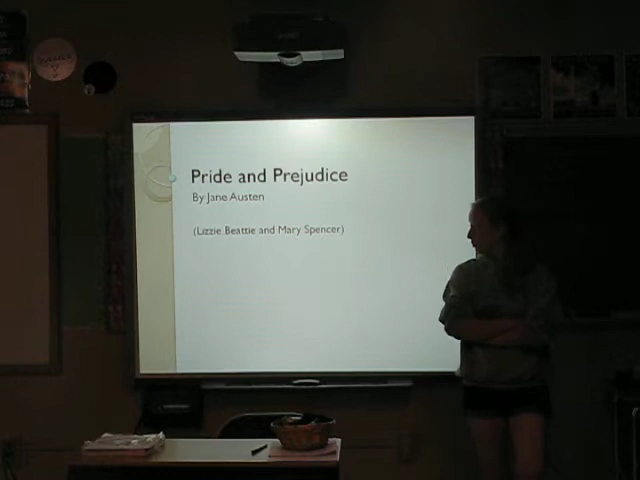 Pride and Prejudice
By Jane Austen
(Lizzie Beattie and Mary Spencer)